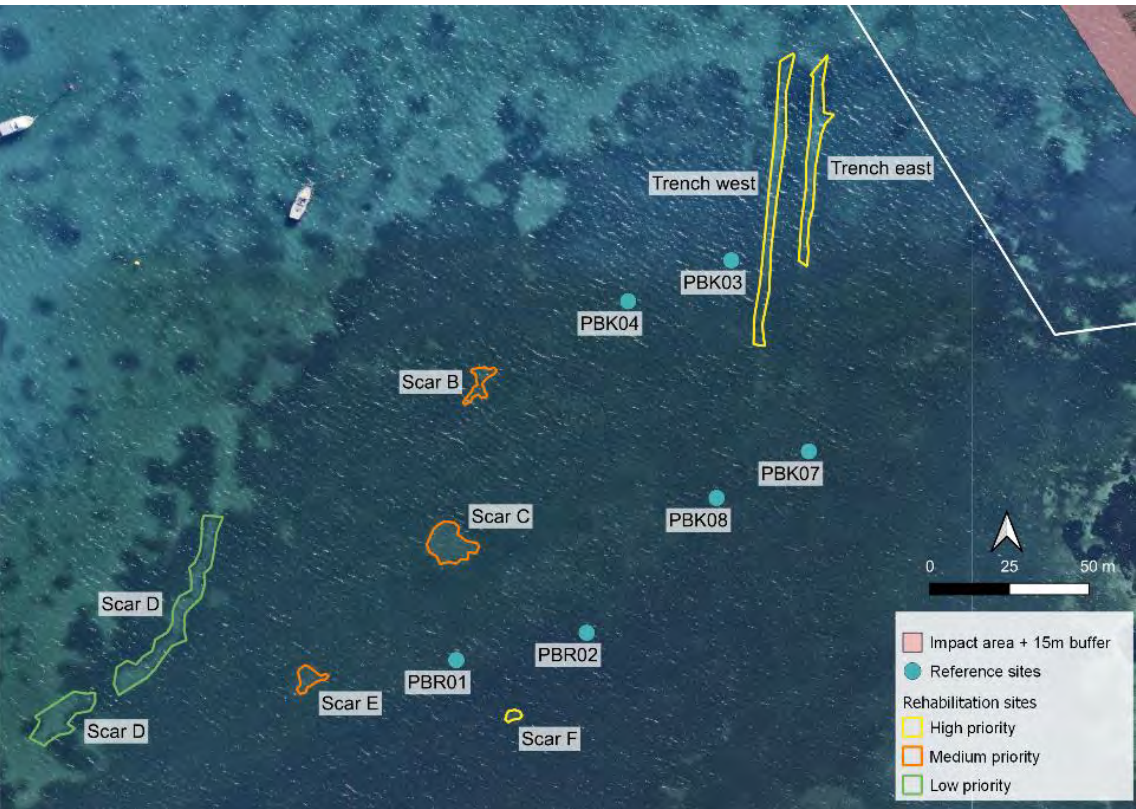 Trench west
Trench east
PBK03
PBK04
Scar B
PBK07
PBK08
Scar C
Scar D
PBR02
PBR01
Scar E
Scar D
Scar F
0 25 50 m
Impact area + 15m buffer
Reference sites
Rehabilitation sites
High priority
Medium priority
Low priority